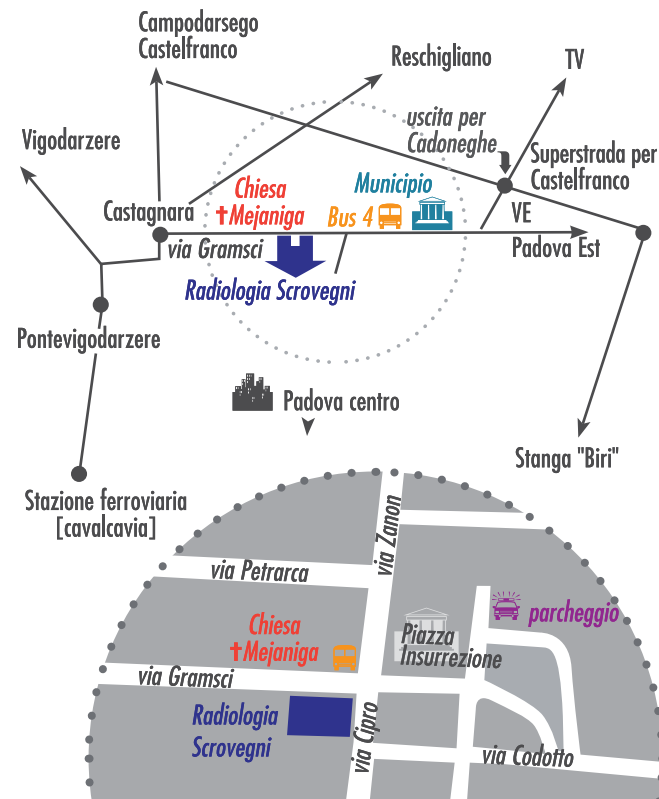 Campodarsego
Castelfranco
Reschigliano
TV
uscita per
Cadoneghe
Vigodarzere
Superstrada per
Castelfranco
Chiesa
Mejaniga
Municipio
Castagnara
Bus 4
VE
via Gramsci
Padova Est
Radiologia Scrovegni
Pontevigodarzere
Padova centro
Stanga "Biri"
Stazione ferroviaria
[cavalcavia]
via Zanon
via Petrarca
parcheggio
Chiesa
Mejaniga
Piazza
Insurrezione
via Gramsci
Radiologia
Scrovegni
via Cipro
via Codotto